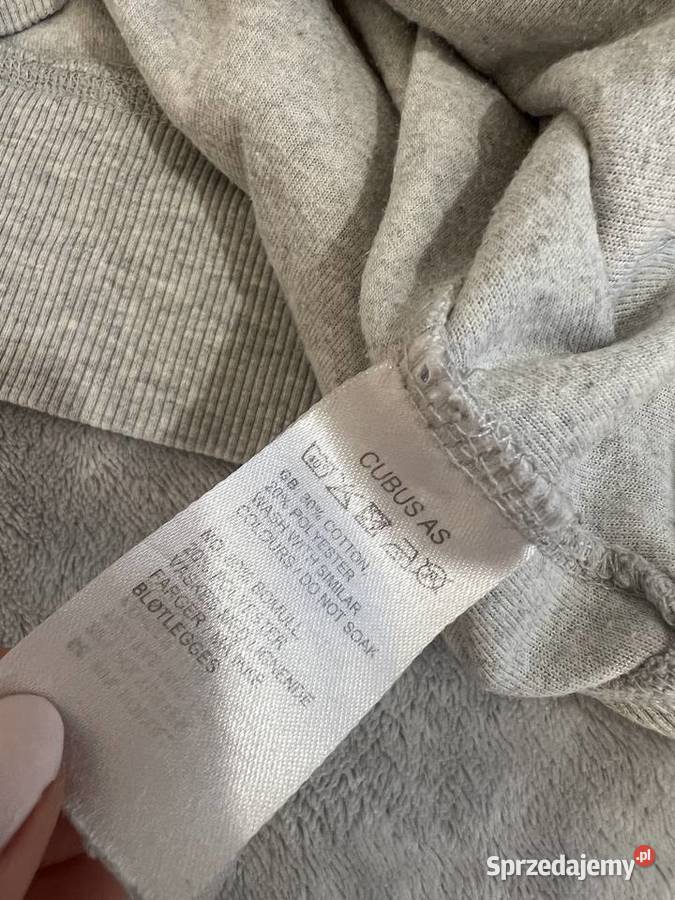 CUBUS AS
40
GB 80% COTTON
20% POLYESTER
WASH WITH SIMILAR
COLOURS / DO NOT SOAK
NO 80% BOMULL
20% POLYESTER
VASKES MED LIGNENDE
FARGER / MÅ IKKE
BLØTLEGGES
Sprzedajemy.pl